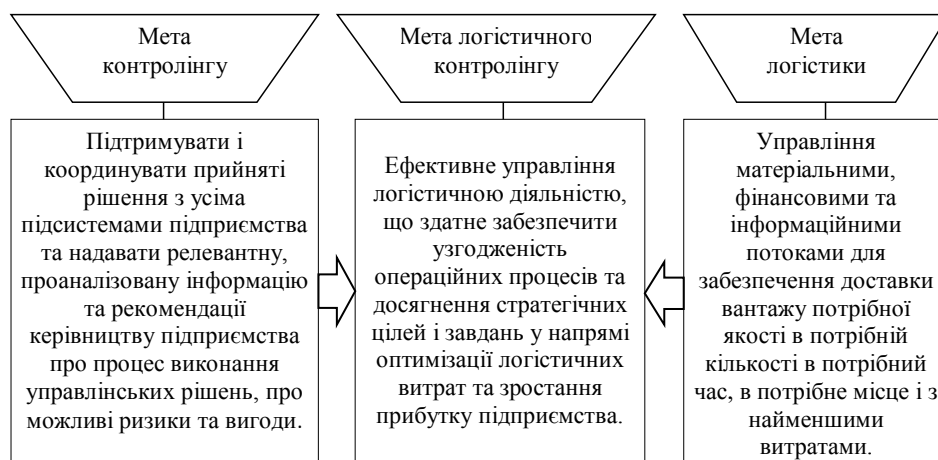 Мета
контролінгу
Мета логістичного
контролінгу
Мета
логістики
Підтримувати і
координувати прийняті
рішення з усіма
підсистемами підприємства
та надавати релевантну,
проаналізовану інформацію
та рекомендації
керівництву підприємства
про процес виконання
управлінських рішень, про
можливі ризики та вигоди.
Ефективне управління
логістичною діяльністю,
що здатне забезпечити
узгодженість
операційних процесів та
досягнення стратегічних
цілей і завдань у напрямі
оптимізації логістичних
витрат та зростання
прибутку підприємства.
Управління
матеріальними,
фінансовими та
інформаційними
потоками для
забезпечення доставки
вантажу потрібної
якості в потрібній
кількості в потрібний
час, в потрібне місце і з
найменшими
витратами.